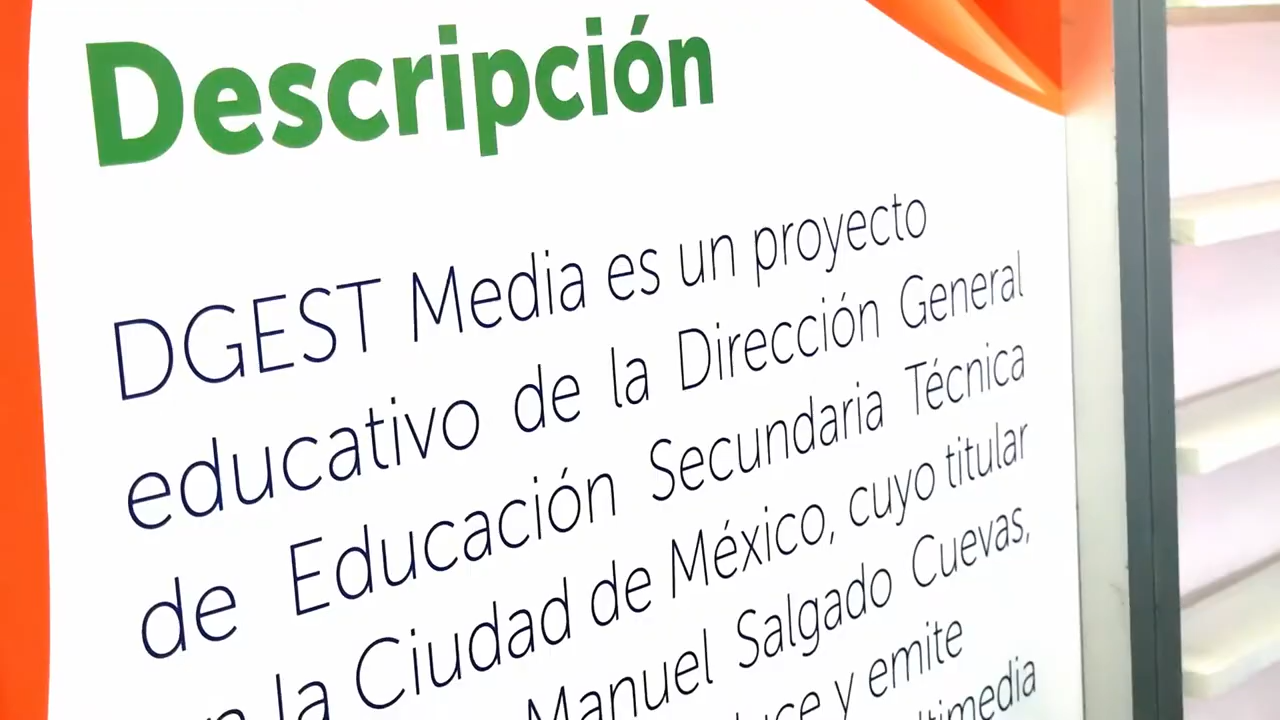 Descripción
DGEST Media es un proyecto
educativo de la Dirección General
de Educación Secundaria Técnica
la Ciudad de México, cuyo titular
Manuel Salgado Cuevas,
y emite